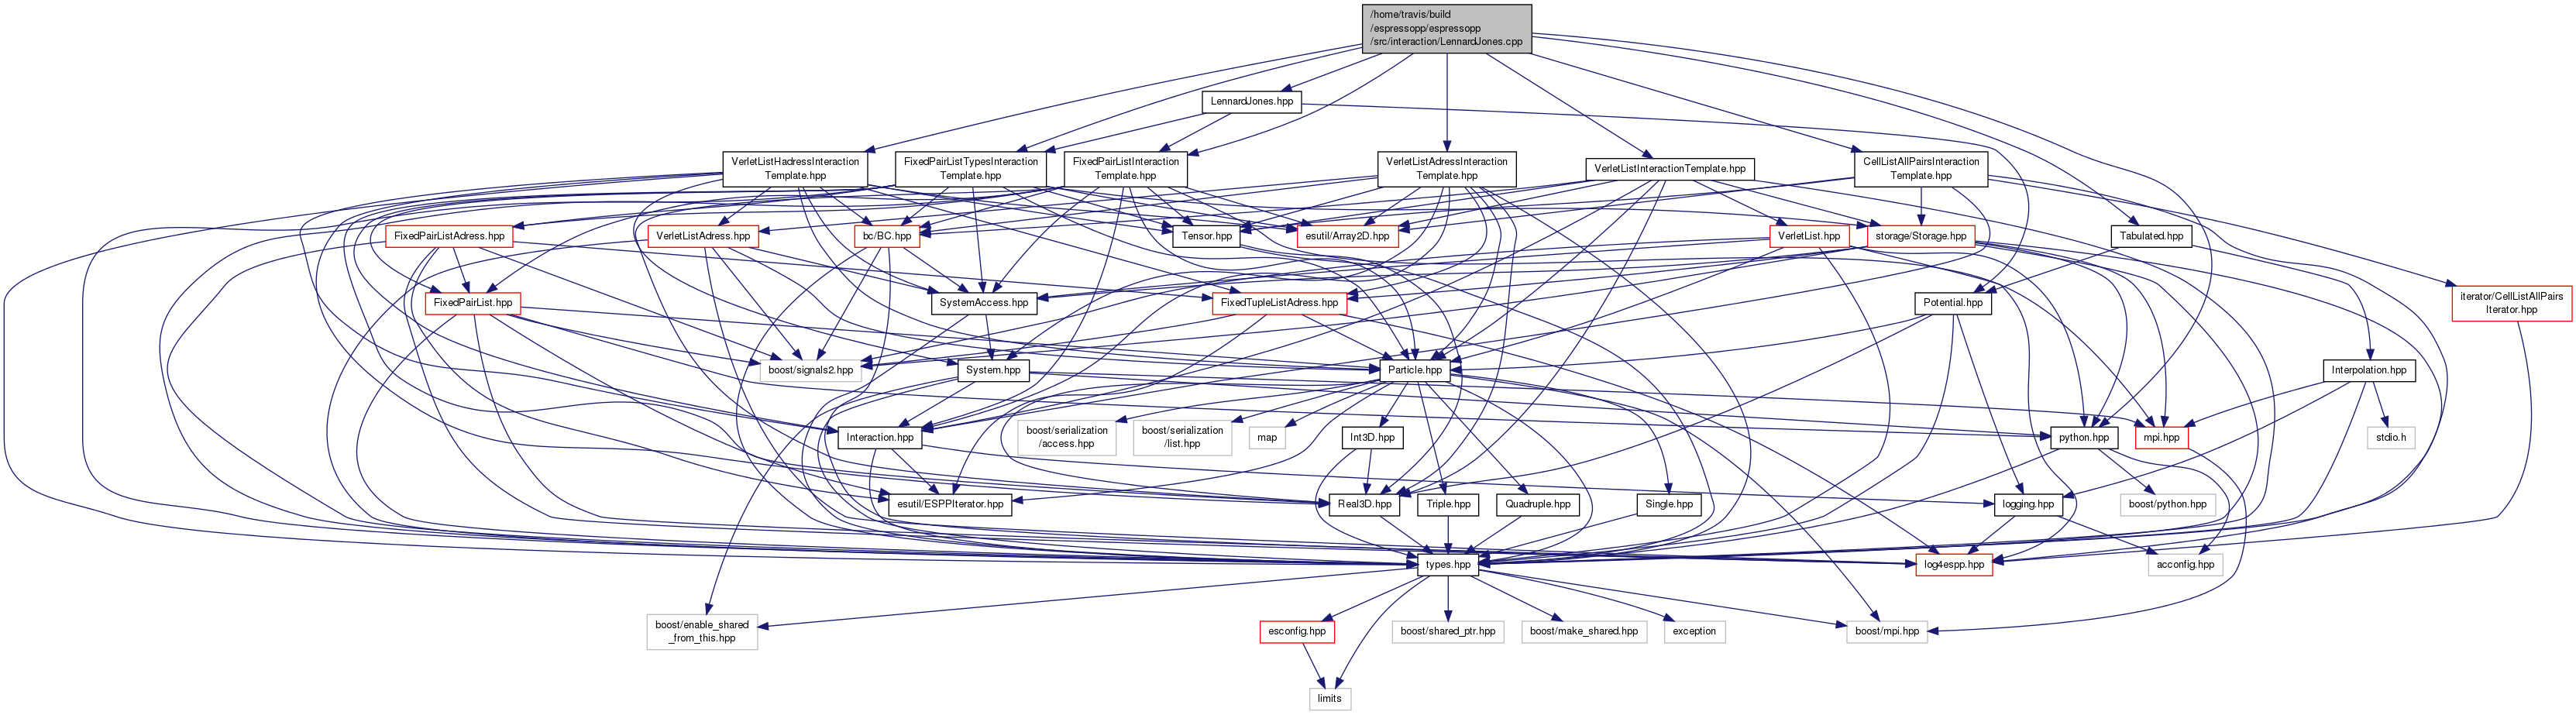 /home/travis/build
/espressopp/espressopp
/src/interaction/LennardJones.cpp
LennardJones.hpp
VerletListHadressInteraction
Template.hpp
FixedPairListTypesInteraction
Template.hpp
FixedPairListInteraction
Template.hpp
VerletListAdressInteraction
Template.hpp
VerletListInteractionTemplate.hpp
CellListAllPairsInteraction
Template.hpp
FixedPairListAdress.hpp
VerletListAdress.hpp
bc/BC.hpp
Tensor.hpp
esutil/Array2D.hpp
VerletList.hpp
storage/Storage.hpp
Tabulated.hpp
FixedPairList.hpp
SystemAccess.hpp
FixedTupleListAdress.hpp
Potential.hpp
iterator/CellListAllPairs
Iterator.hpp
boost/signals2.hpp
System.hpp
Particle.hpp
Interpolation.hpp
Interaction.hpp
boost/serialization
/access.hpp
boost/serialization
/list.hpp
map
Int3D.hpp
python.hpp
mpi.hpp
stdio.h
esutil/ESPPIterator.hpp
Real3D.hpp
Triple.hpp
Quadruple.hpp
Single.hpp
logging.hpp
boost/python.hpp
types.hpp
log4espp.hpp
acconfig.hpp
boost/enable_shared
_from_this.hpp
esconfig.hpp
boost/shared_ptr.hpp
boost/make_shared.hpp
exception
boost/mpi.hpp
limits